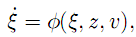 ξ̇ = ϕ(ξ, z, v),